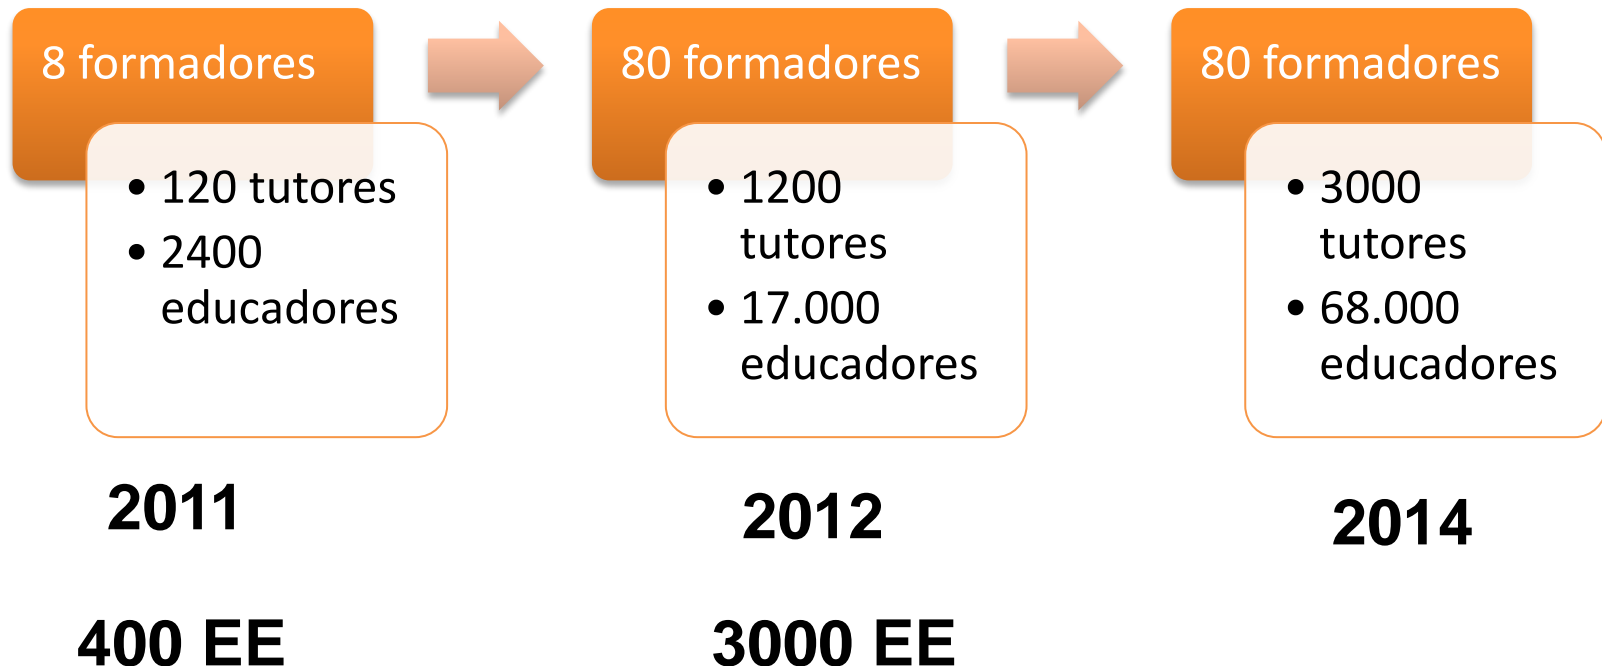 8 formadores
• 120 tutores
• 2400
educadores
80 formadores
• 1200
tutores
• 17.000
educadores
80 formadores
• 3000
tutores
• 68.000
educadores
2011
2012
2014
400 EE
3000 EE